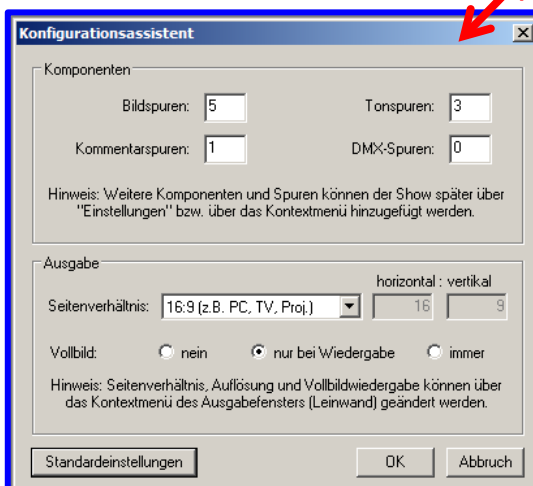 Konfigurationsassistent
Komponenten
Bildspuren: 5 Tonspuren: 3
Kommentarspuren: 1 DMX-Spuren: 0
Hinweis: Weitere Komponenten und Spuren können der Show später über
"Einstellungen" bzw. über das Kontextmenü hinzugefügt werden.
Ausgabe
horizontal : vertikal
Seitenverhältnis: 16:9 (z.B. PC, TV, Proj.) 16 9
Vollbild: nein nur bei Wiedergabe immer
Hinweis: Seitenverhältnis, Auflösung und Vollbildwiedergabe können über
das Kontextmenü des Ausgabefensters (Leinwand) geändert werden.
Standardeinstellungen OK Abbruch